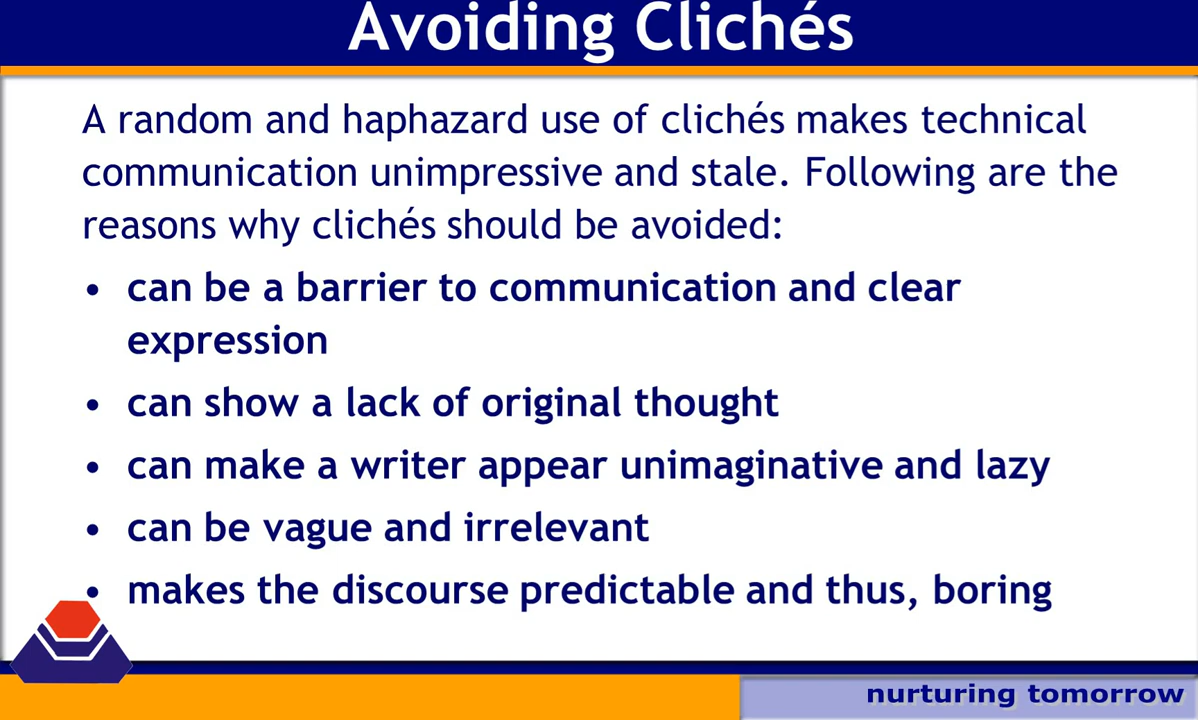 Avoiding Clichés
A random and haphazard use of clichés makes technical
communication unimpressive and stale. Following are the
reasons why clichés should be avoided:
• can be a barrier to communication and clear
expression
• can show a lack of original thought
• can make a writer appear unimaginative and lazy
• can be vague and irrelevant
• makes the discourse predictable and thus, boring
nurturing tomorrow